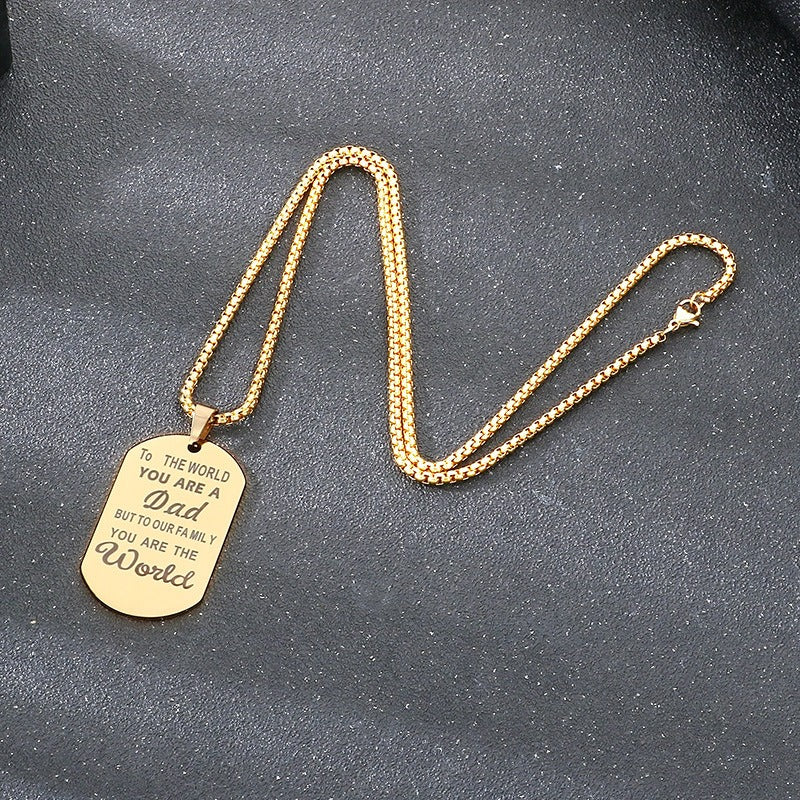 To THE WORLD
YOU ARE A
Dad
BUT TO OUR FAMILY
YOU ARE THE
World